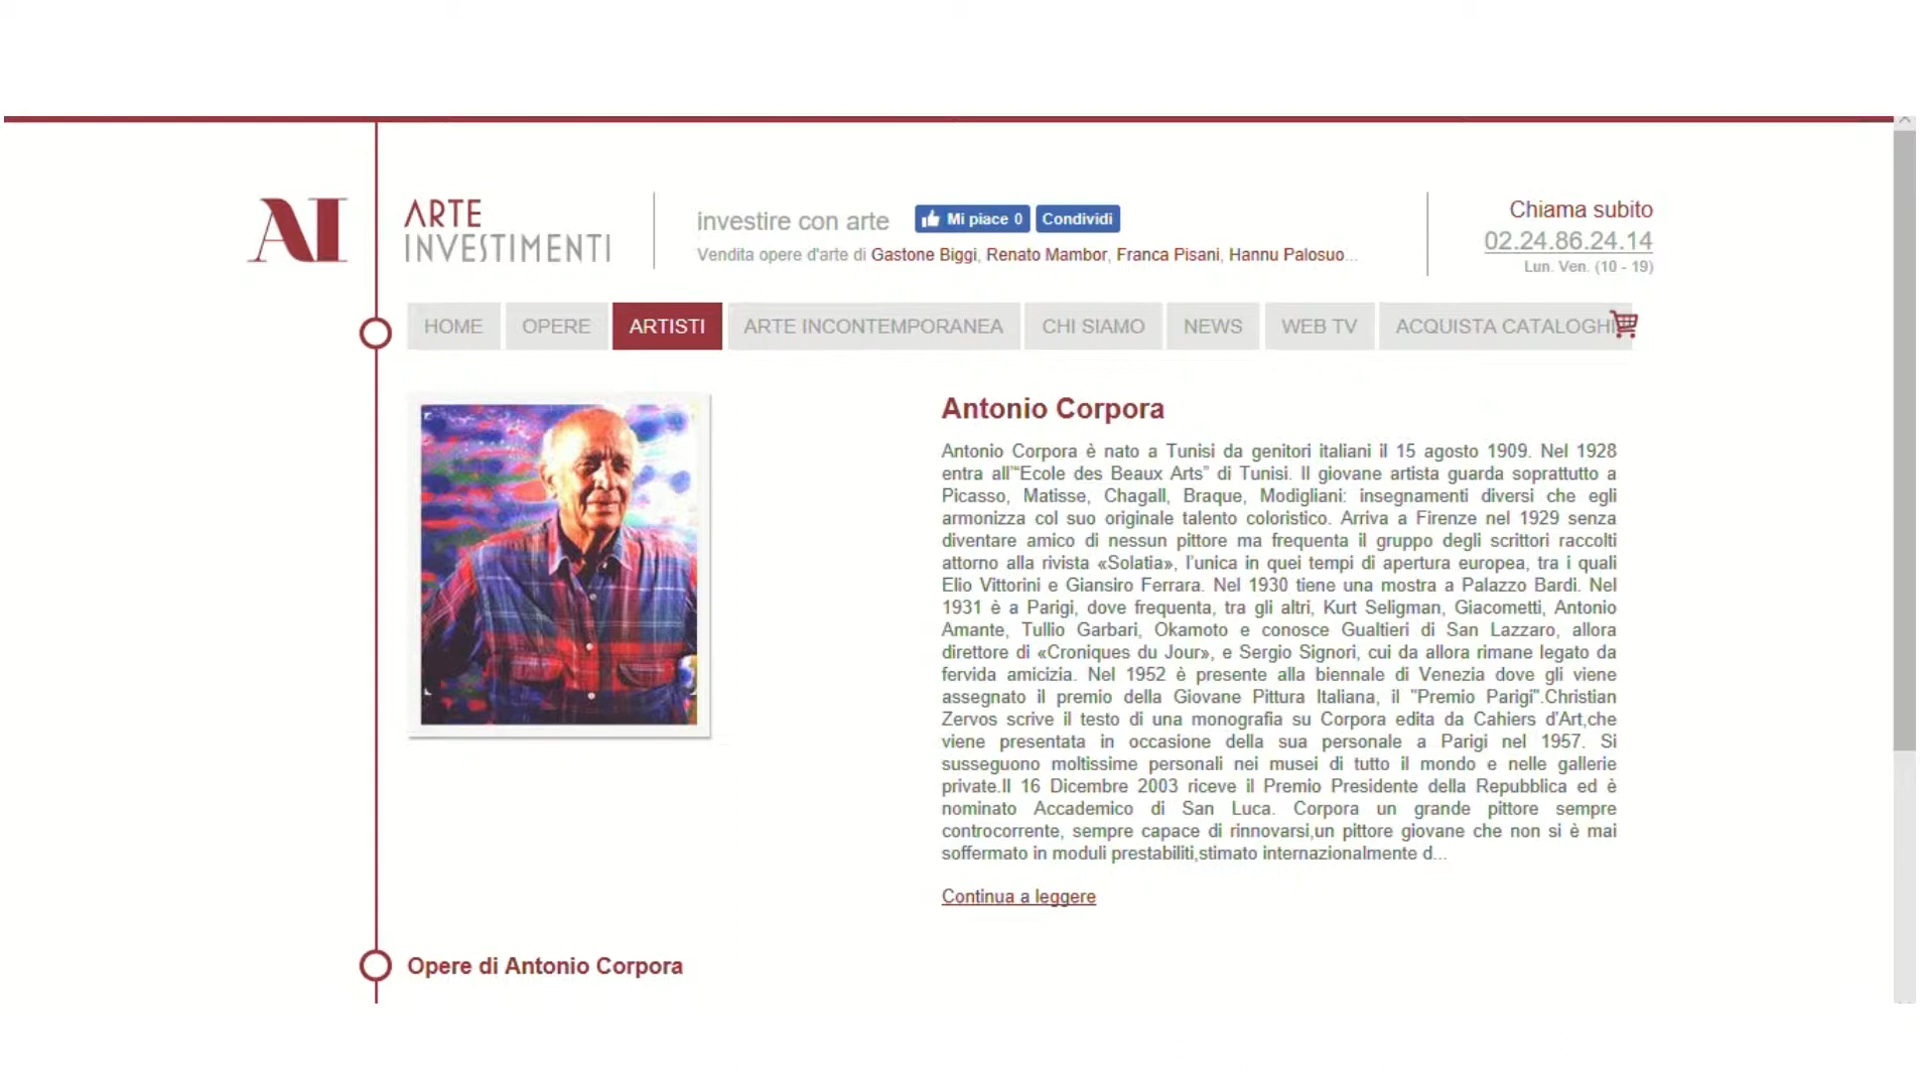 AI
ARTE
INVESTIMENTI
investire con arte
Mi piace 0
Condividi
Vendita opere d'arte di Gastone Biggi, Renato Mambor, Franca Pisani, Hannu Palosuo...
Chiama subito
02.24.86.24.14
Lun. Ven. (10 - 19)
HOME OPERE ARTISTI ARTE INCONTEMPORANEA CHI SIAMO NEWS WEB TV ACQUISTA CATALOGHI
Antonio Corpora
Antonio Corpora è nato a Tunisi da genitori italiani il 15 agosto 1909. Nel 1928
entra all'“Ecole des Beaux Arts” di Tunisi. Il giovane artista guarda soprattutto a
Picasso, Matisse, Chagall, Braque, Modigliani: insegnamenti diversi che egli
armonizza col suo originale talento coloristico. Arriva a Firenze nel 1929 senza
diventare amico di nessun pittore ma frequenta il gruppo degli scrittori raccolti
attorno alla rivista «Solatia», l'unica in quei tempi di apertura europea, tra i quali
Elio Vittorini e Giansiro Ferrara. Nel 1930 tiene una mostra a Palazzo Bardi. Nel
1931 è a Parigi, dove frequenta, tra gli altri, Kurt Seligman, Giacometti, Antonio
Amante, Tullio Garbari, Okamoto e conosce Gualtieri di San Lazzaro, allora
direttore di «Croniques du Jour», e Sergio Signori, cui da allora rimane legato da
fervida amicizia. Nel 1952 è presente alla biennale di Venezia dove gli viene
assegnato il premio della Giovane Pittura Italiana, il "Premio Parigi".Christian
Zervos scrive il testo di una monografia su Corpora edita da Cahiers d'Art,che
viene presentata in occasione della sua personale a Parigi nel 1957. Si
susseguono moltissime personali nei musei di tutto il mondo e nelle gallerie
private.Il 16 Dicembre 2003 riceve il Premio Presidente della Repubblica ed è
nominato Accademico di San Luca. Corpora un grande pittore sempre
controcorrente, sempre capace di rinnovarsi,un pittore giovane che non si è mai
soffermato in moduli prestabiliti,stimato internazionalmente d...
Continua a leggere
Opere di Antonio Corpora